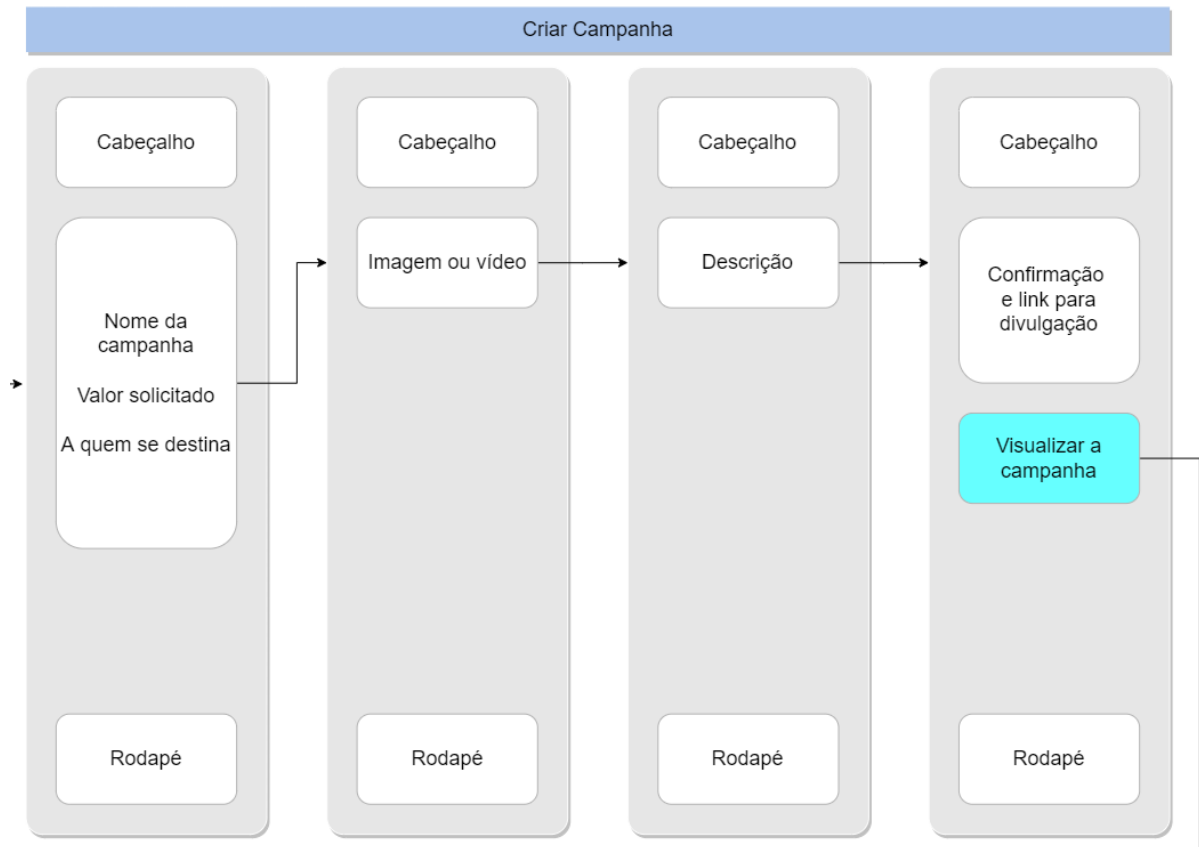 Criar Campanha
Cabeçalho
Cabeçalho
Cabeçalho
Cabeçalho
Nome da
campanha
Valor solicitado
A quem se destina
Imagem ou vídeo
Descrição
Confirmação
e link para
divulgação
Visualizar a
campanha
Rodapé
Rodapé
Rodapé
Rodapé